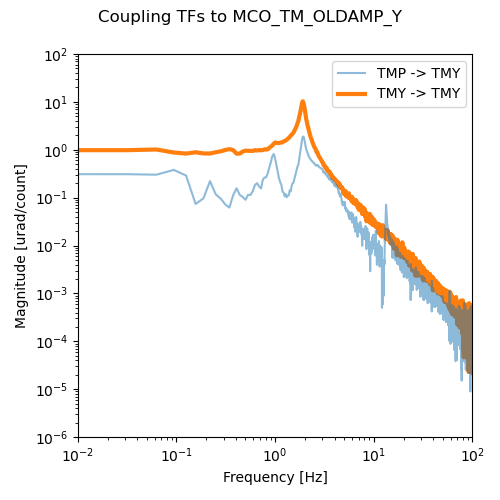 Coupling TFs to MCO_TM_OLDAMP_Y
10²
TMP -> TMY
TMY -> TMY
10¹
10⁰
10⁻¹
10⁻²
10⁻³
10⁻⁴
10⁻⁵
10⁻⁶
Magnitude [urad/count]
10⁻² 10⁻¹ 10⁰ 10¹ 10²
Frequency [Hz]